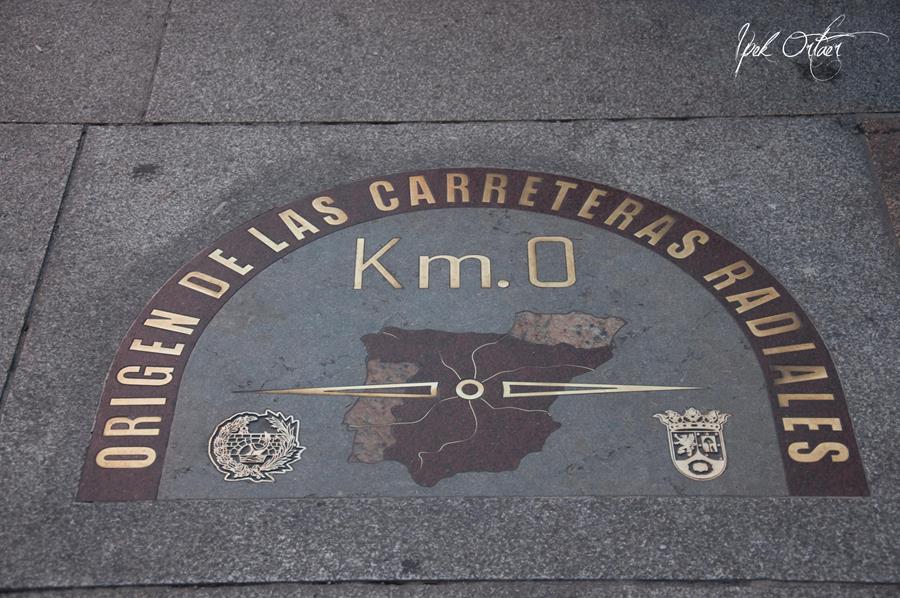 Ipek Ortaer
ORIGEN DE LAS CARRETERAS RADIALES
Km.0